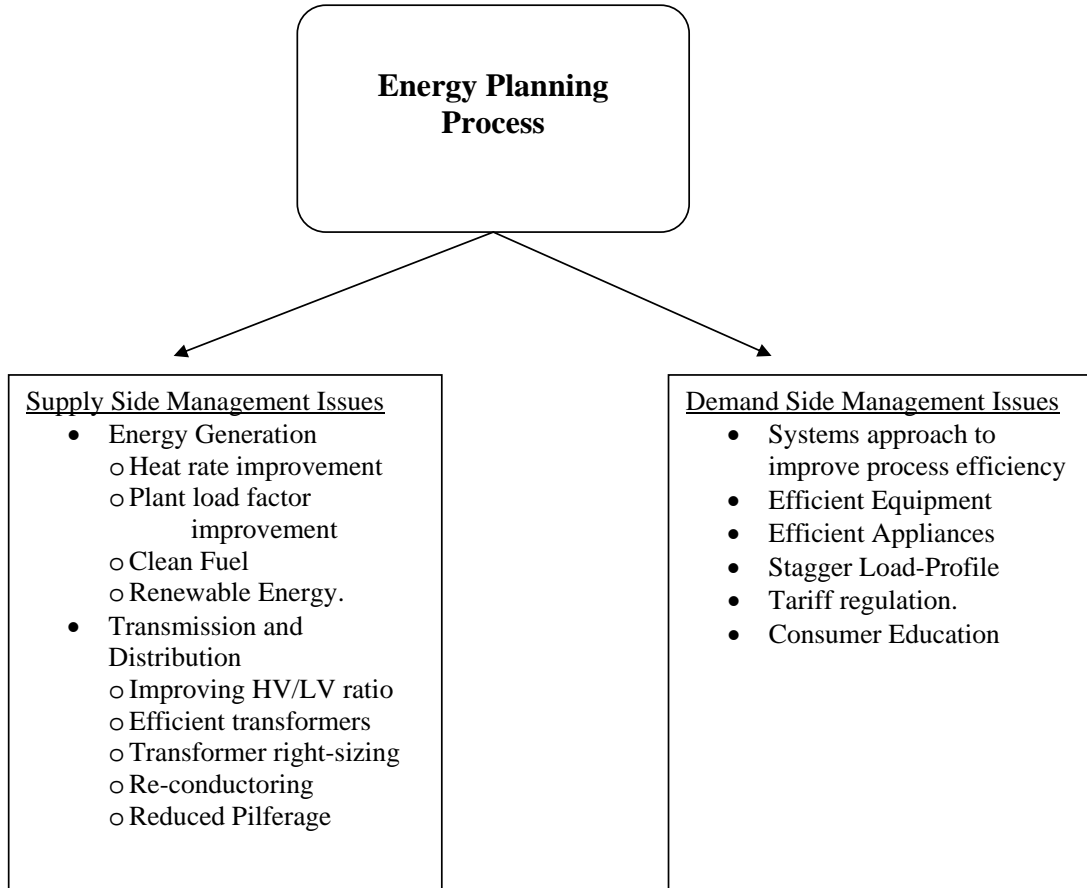 Energy Planning
Process
Supply Side Management Issues
• Energy Generation
o Heat rate improvement
o Plant load factor
improvement
o Clean Fuel
o Renewable Energy.
• Transmission and
Distribution
o Improving HV/LV ratio
o Efficient transformers
o Transformer right-sizing
o Re-conductoring
o Reduced Pilferage
Demand Side Management Issues
• Systems approach to
improve process efficiency
• Efficient Equipment
• Efficient Appliances
• Stagger Load-Profile
• Tariff regulation.
• Consumer Education